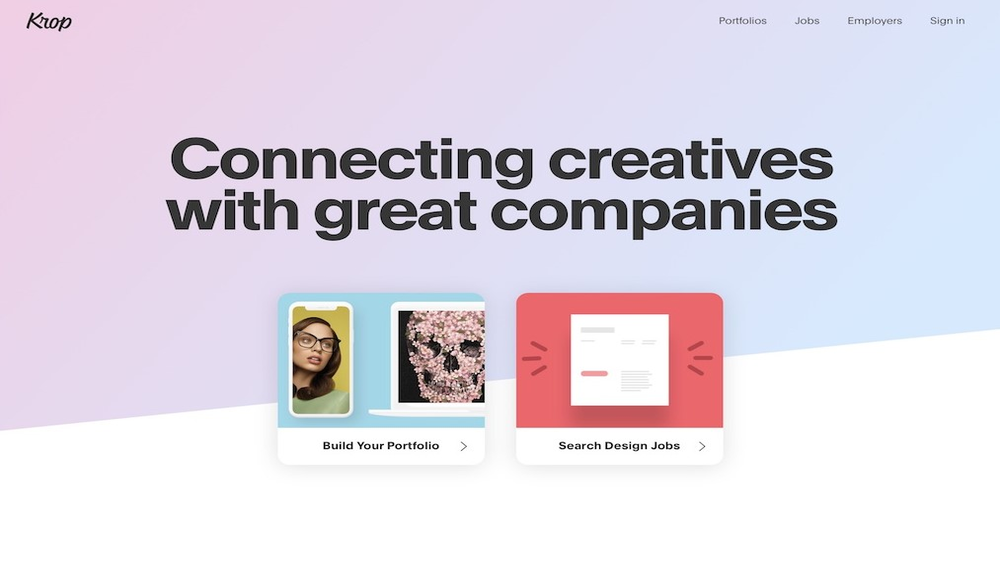 Krop
Portfolios
Jobs
Employers
Sign in
Connecting creatives
with great companies
Build Your Portfolio
Search Design Jobs